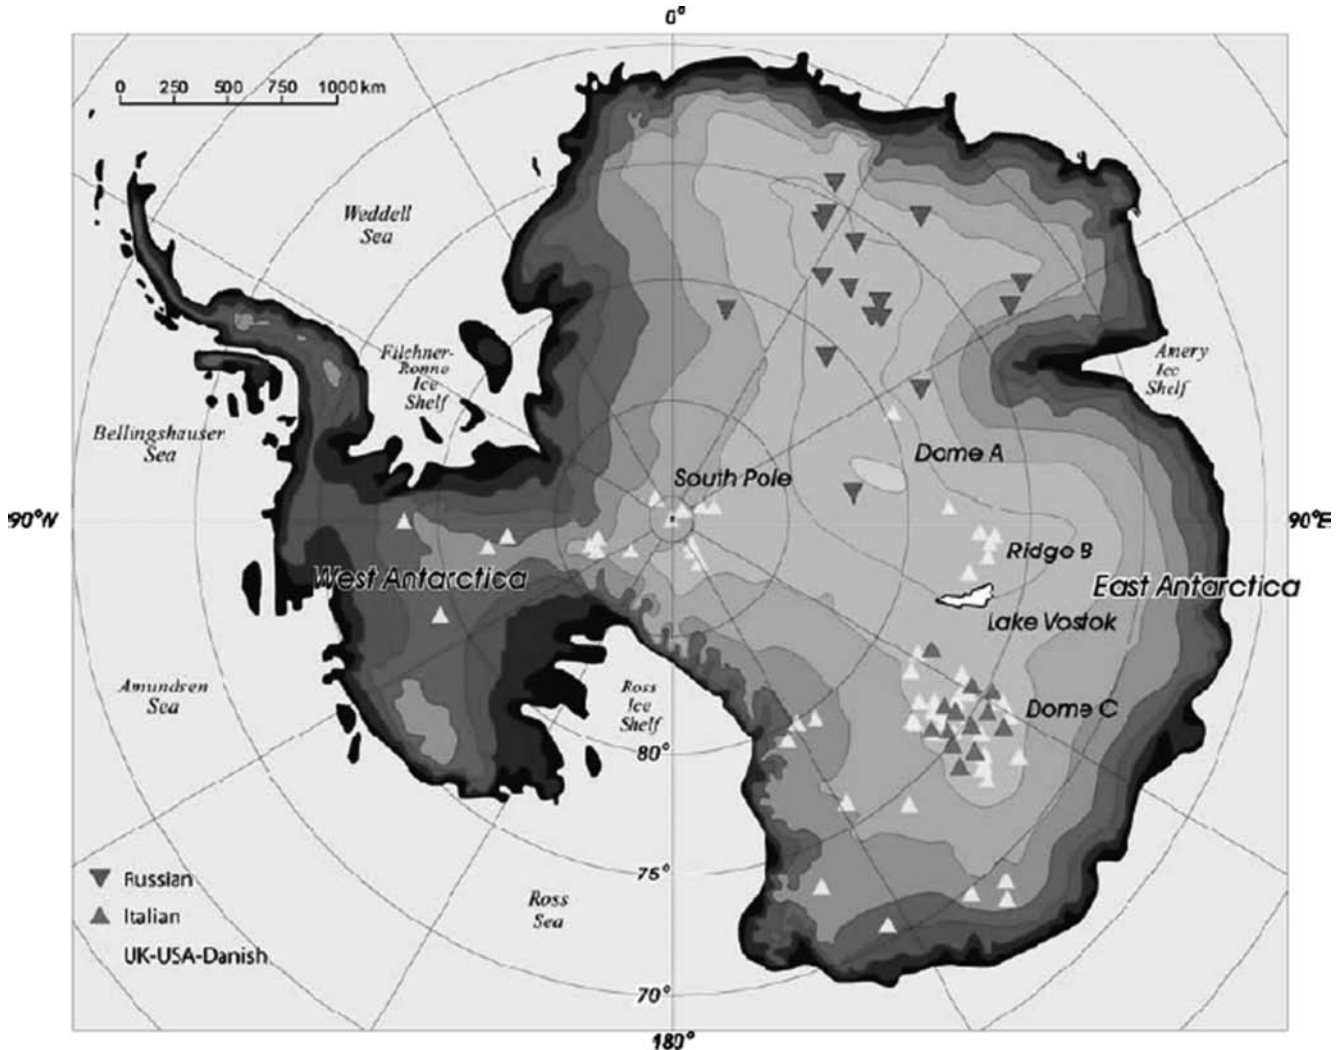 0°
0 250 500 750 1000 km
Weddell
Sea
Filchner-
Ronne
Ice
Shelf
Amery
Ice
Shelf
Bellingshauser
Sea
Dome A
South Pole
90°W
90°E
Ridge B
West Antarctica
East Antarctica
Lake Vostok
Amundsen
Sea
Ross
Ice
Shelf
Dome C
80°
75°
Russian
Italian
Ross
Sea
UK-USA-Danish
70°
180°